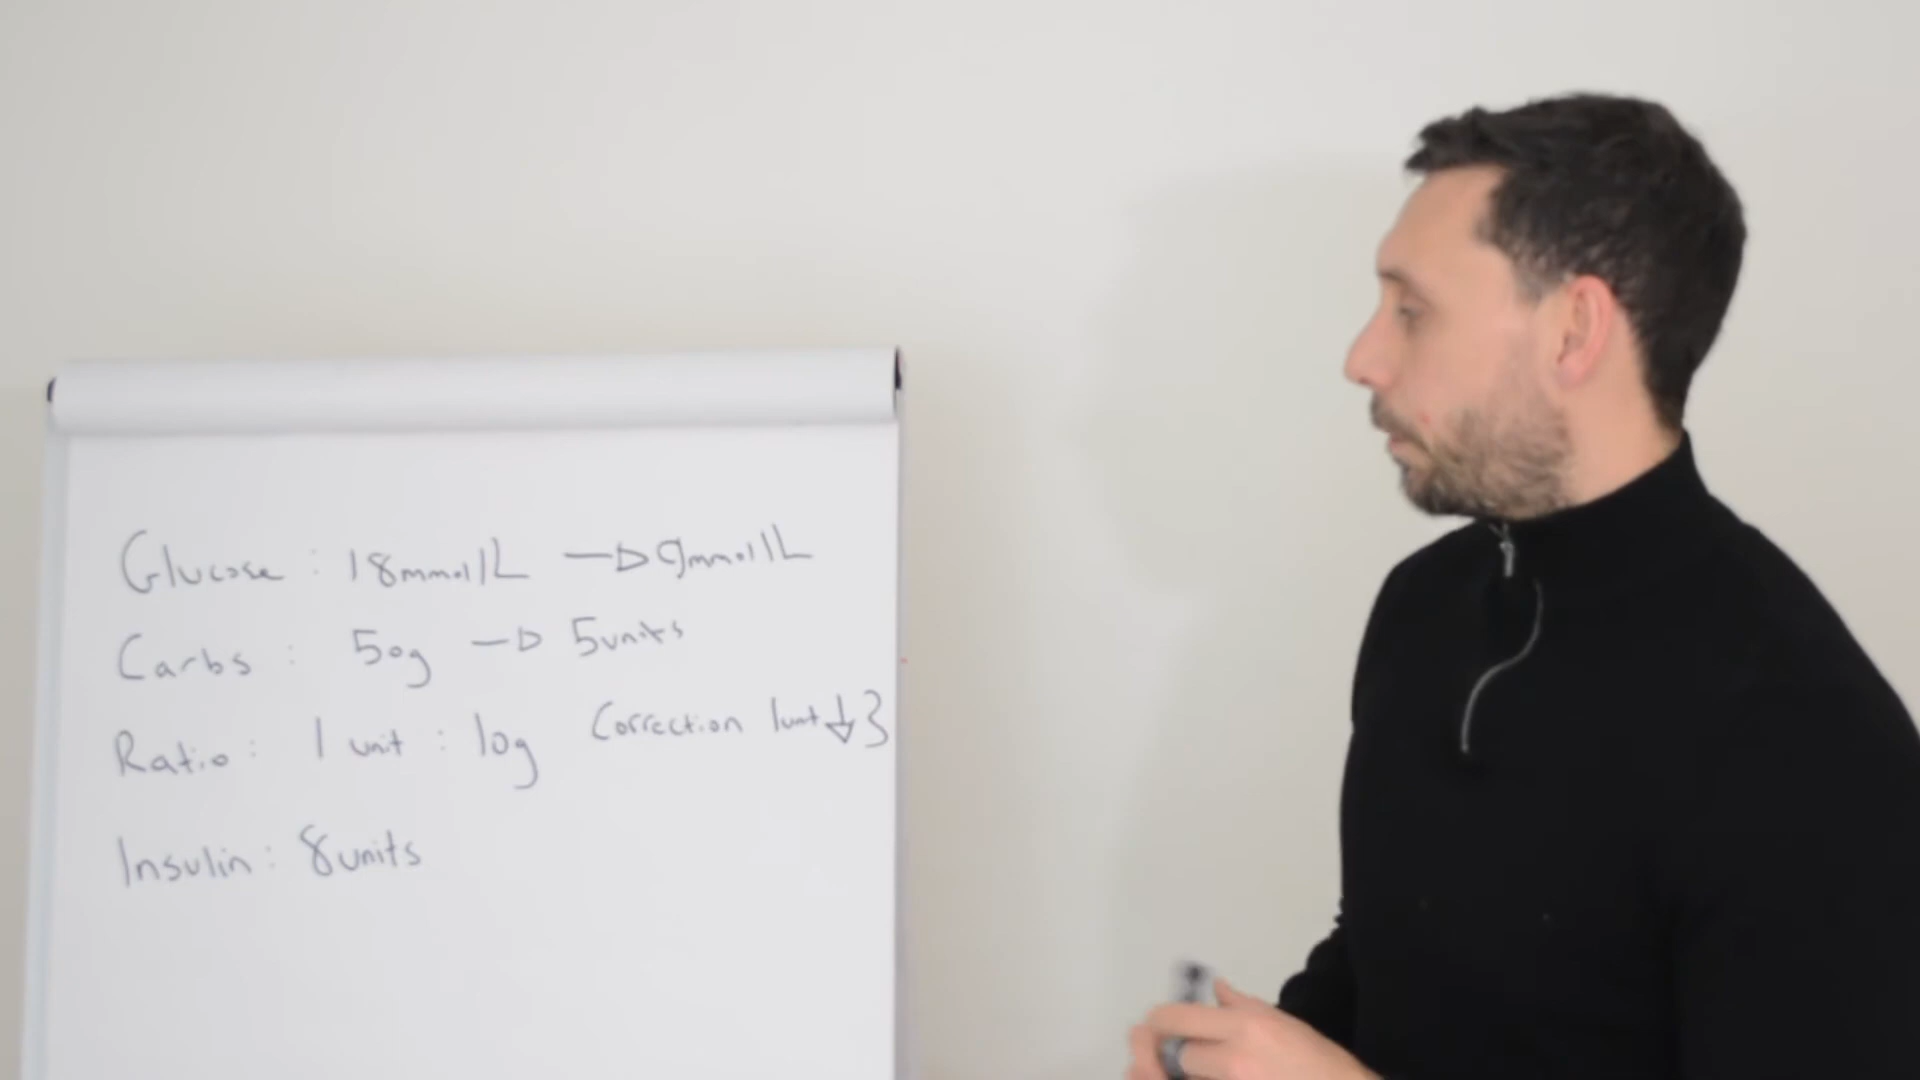 Glucose : 18mmol/L → 9mmol/L
Carbs : 50g → 5units
Ratio : 1 unit : 10g Correction 1unit ↓ 3
Insulin : 8units